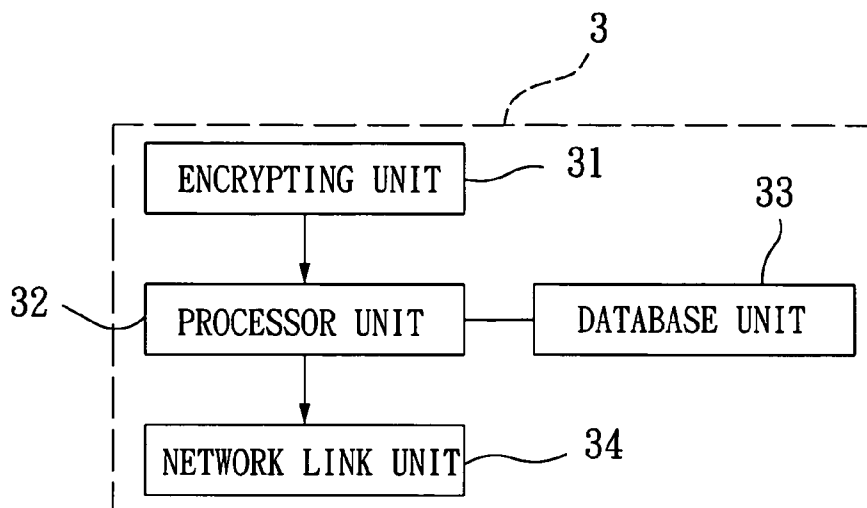 3
ENCRYPTING UNIT
31
33
32
PROCESSOR UNIT
DATABASE UNIT
NETWORK LINK UNIT
34